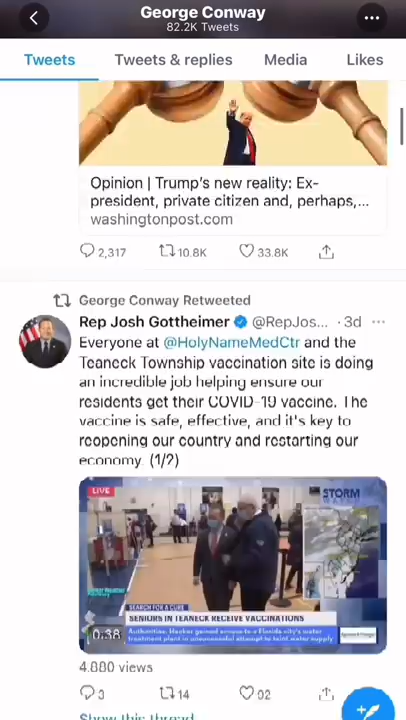 George Conway
82.2K Tweets
Tweets Tweets & replies Media Likes
Opinion | Trump's new reality: Ex-
president, private citizen and, perhaps,...
washingtonpost.com
2,317 10.8K 33.8K
George Conway Retweeted
Rep Josh Gottheimer @RepJos... · 3d
Everyone at @HolyNameMedCtr and the
Teaneck Township vaccination site is doing
an incredible job helping ensure our
residents get their COVID-19 vaccine. The
vaccine is safe, effective, and it's key to
reopening our country and restarting our
economy. (1/2)
LIVE
STORM
SEARCH FOR A CURE
SENIORS IN TEANECK RECEIVE VACCINATIONS
0:38
Authorities: Hacker gained access to a Florida city's water
treatment plant in unsuccessful attempt to taint water supply
4,880 views
3 14 92
Show this thread